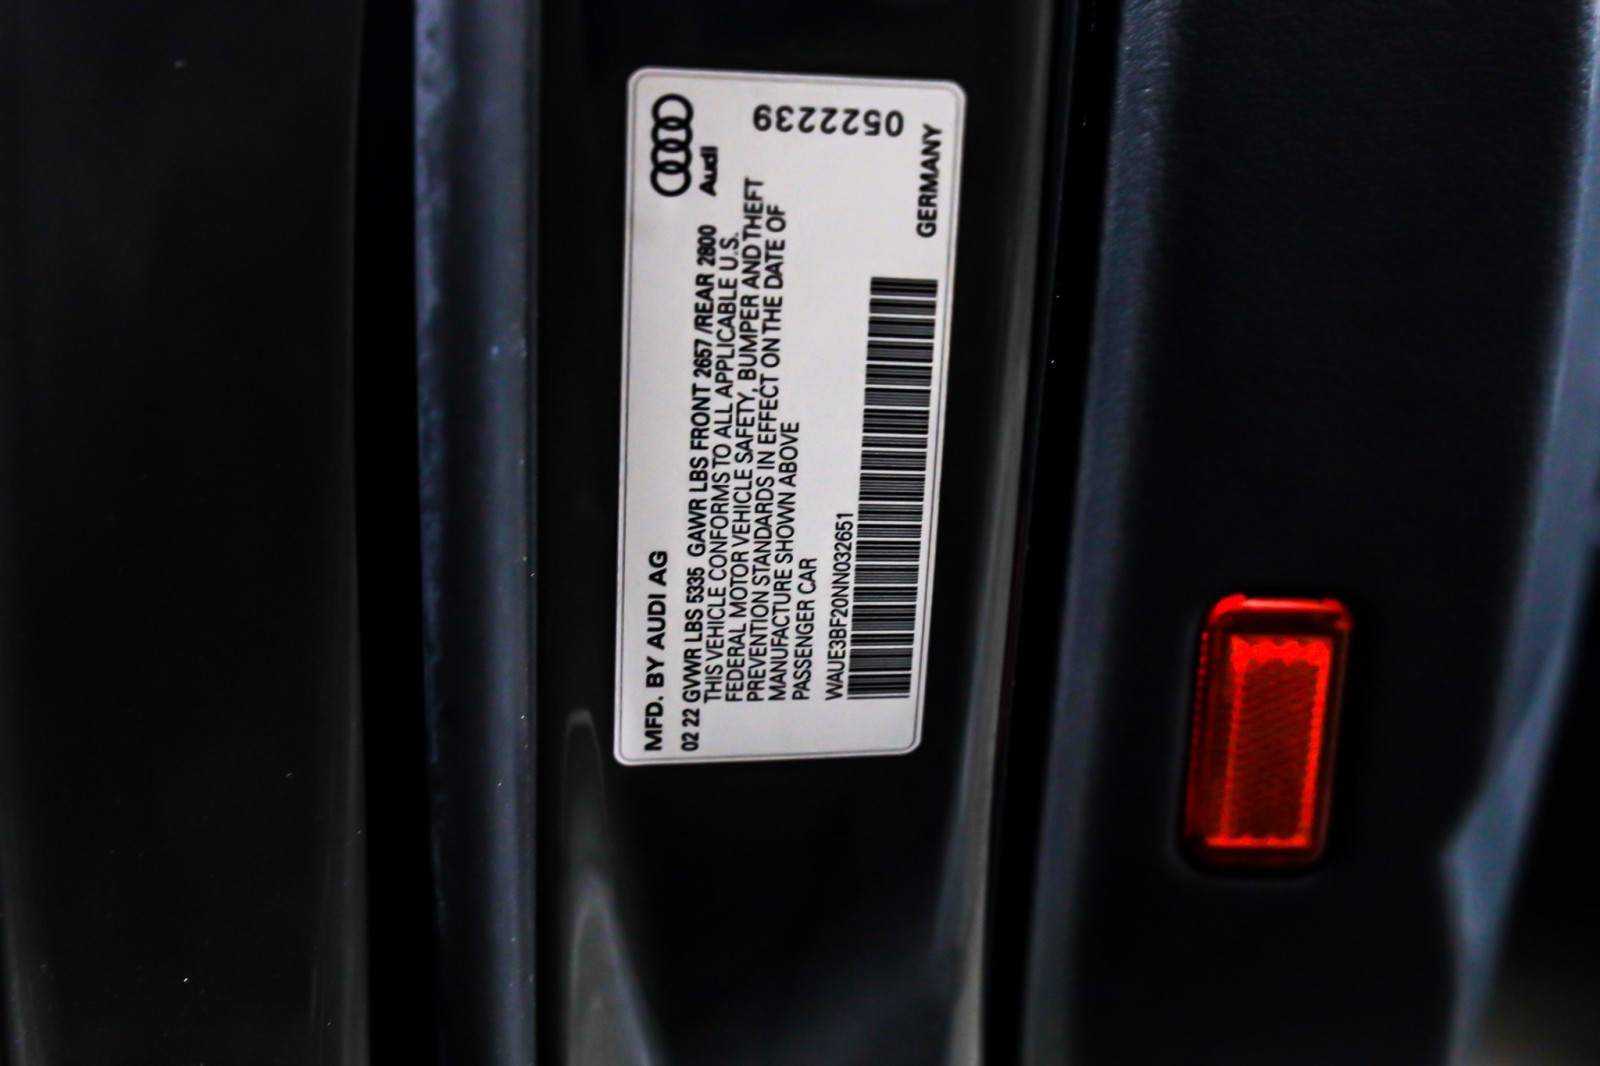 MFD. BY AUDI AG
Audi
02 22 GVWR LBS 5335 GAWR LBS FRONT 2657 /REAR 2800
THIS VEHICLE CONFORMS TO ALL APPLICABLE U.S.
FEDERAL MOTOR VEHICLE SAFETY, BUMPER AND THEFT
PREVENTION STANDARDS IN EFFECT ON THE DATE OF
MANUFACTURE SHOWN ABOVE
PASSENGER CAR
0522239
WAUE3BF20NN032651
GERMANY